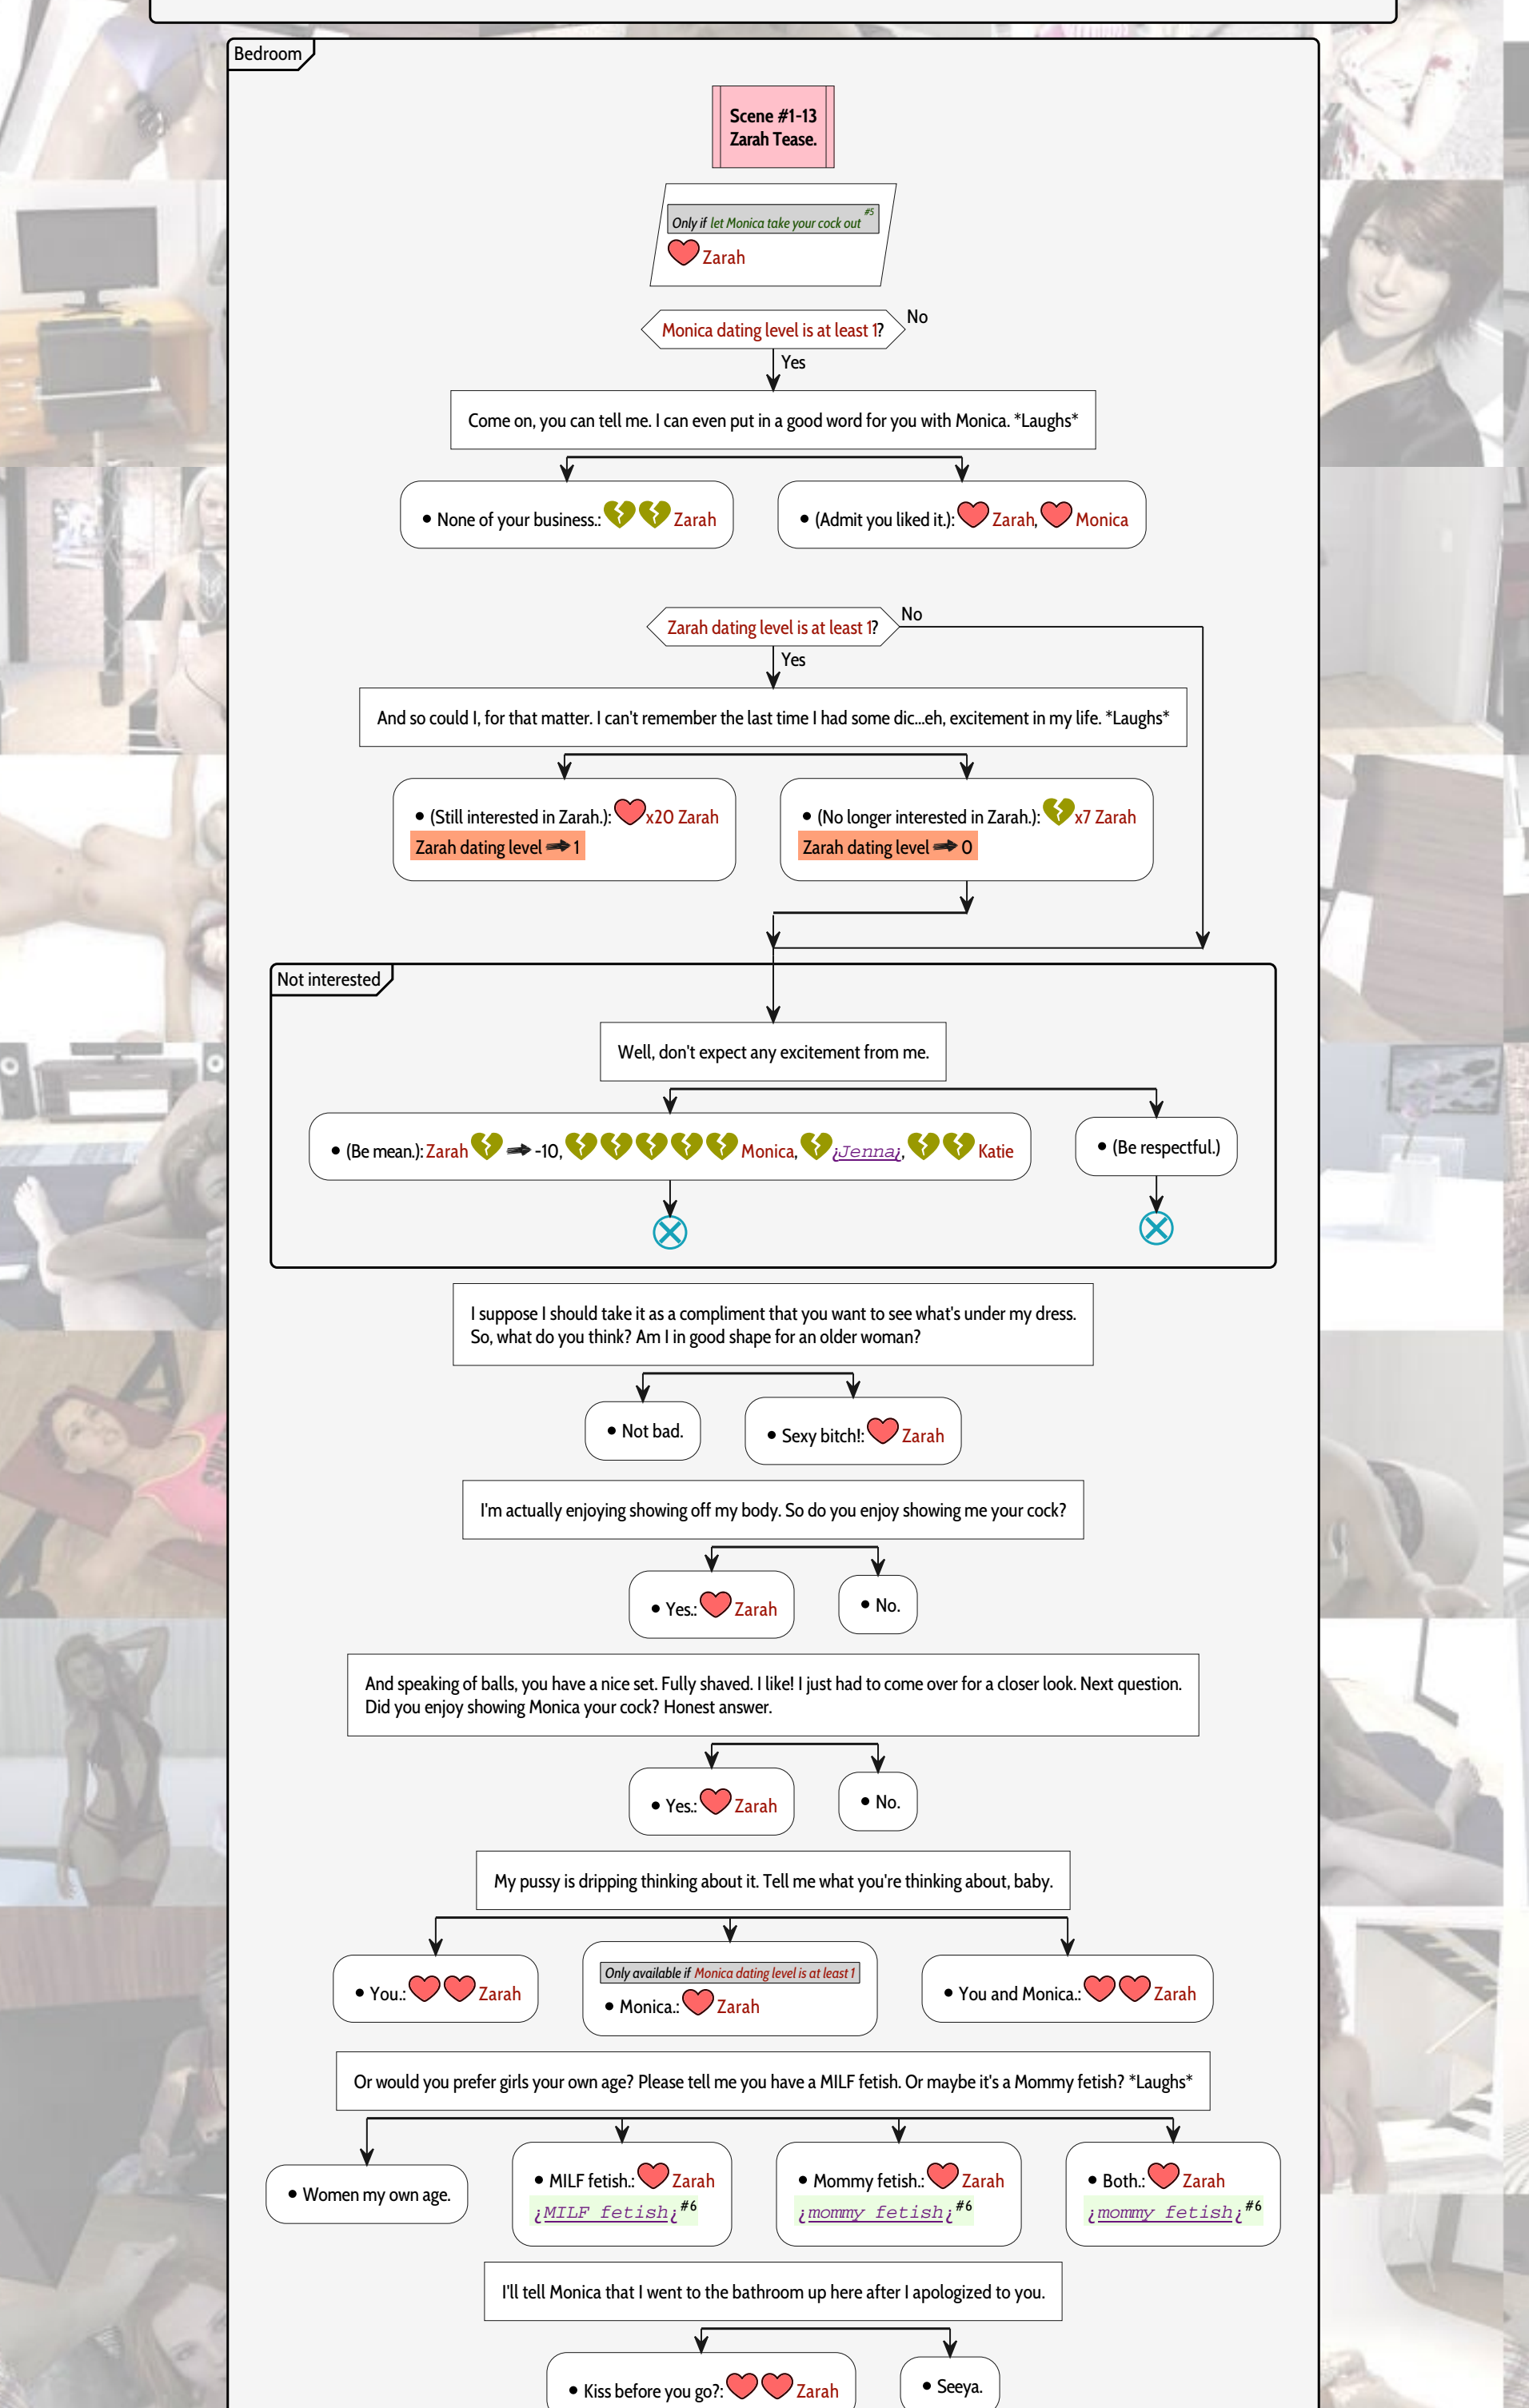 Bedroom
Scene #1-13
Zarah Tease.
Only if let Monica take your cock out #5
Zarah
Monica dating level is at least 1?
No
Yes
Come on, you can tell me. I can even put in a good word for you with Monica. *Laughs*
• None of your business.: Zarah
• (Admit you liked it.): Zarah, Monica
Zarah dating level is at least 1?
No
Yes
And so could I, for that matter. I can't remember the last time I had some dic...eh, excitement in my life. *Laughs*
• (Still interested in Zarah.): x20 Zarah
Zarah dating level 1
• (No longer interested in Zarah.): x7 Zarah
Zarah dating level 0
Not interested
Well, don't expect any excitement from me.
• (Be mean.): Zarah -10, Monica, ¿Jenna¿, Katie
• (Be respectful.)
I suppose I should take it as a compliment that you want to see what's under my dress.
So, what do you think? Am I in good shape for an older woman?
• Not bad.
• Sexy bitch!: Zarah
I'm actually enjoying showing off my body. So do you enjoy showing me your cock?
• Yes.: Zarah
• No.
And speaking of balls, you have a nice set. Fully shaved. I like! I just had to come over for a closer look. Next question.
Did you enjoy showing Monica your cock? Honest answer.
• Yes.: Zarah
• No.
My pussy is dripping thinking about it. Tell me what you're thinking about, baby.
• You.: Zarah
Only available if Monica dating level is at least 1
• Monica.: Zarah
• You and Monica.: Zarah
Or would you prefer girls your own age? Please tell me you have a MILF fetish. Or maybe it's a Mommy fetish? *Laughs*
• Women my own age.
• MILF fetish.: Zarah
¿MILF fetish¿ #6
• Mommy fetish.: Zarah
¿mommy fetish¿ #6
• Both.: Zarah
¿mommy fetish¿ #6
I'll tell Monica that I went to the bathroom up here after I apologized to you.
• Kiss before you go?: Zarah
• Seeya.